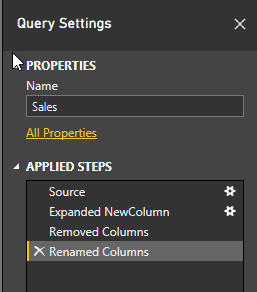 Query Settings
PROPERTIES
Name
Sales
All Properties
APPLIED STEPS
Source
Expanded NewColumn
Removed Columns
Renamed Columns